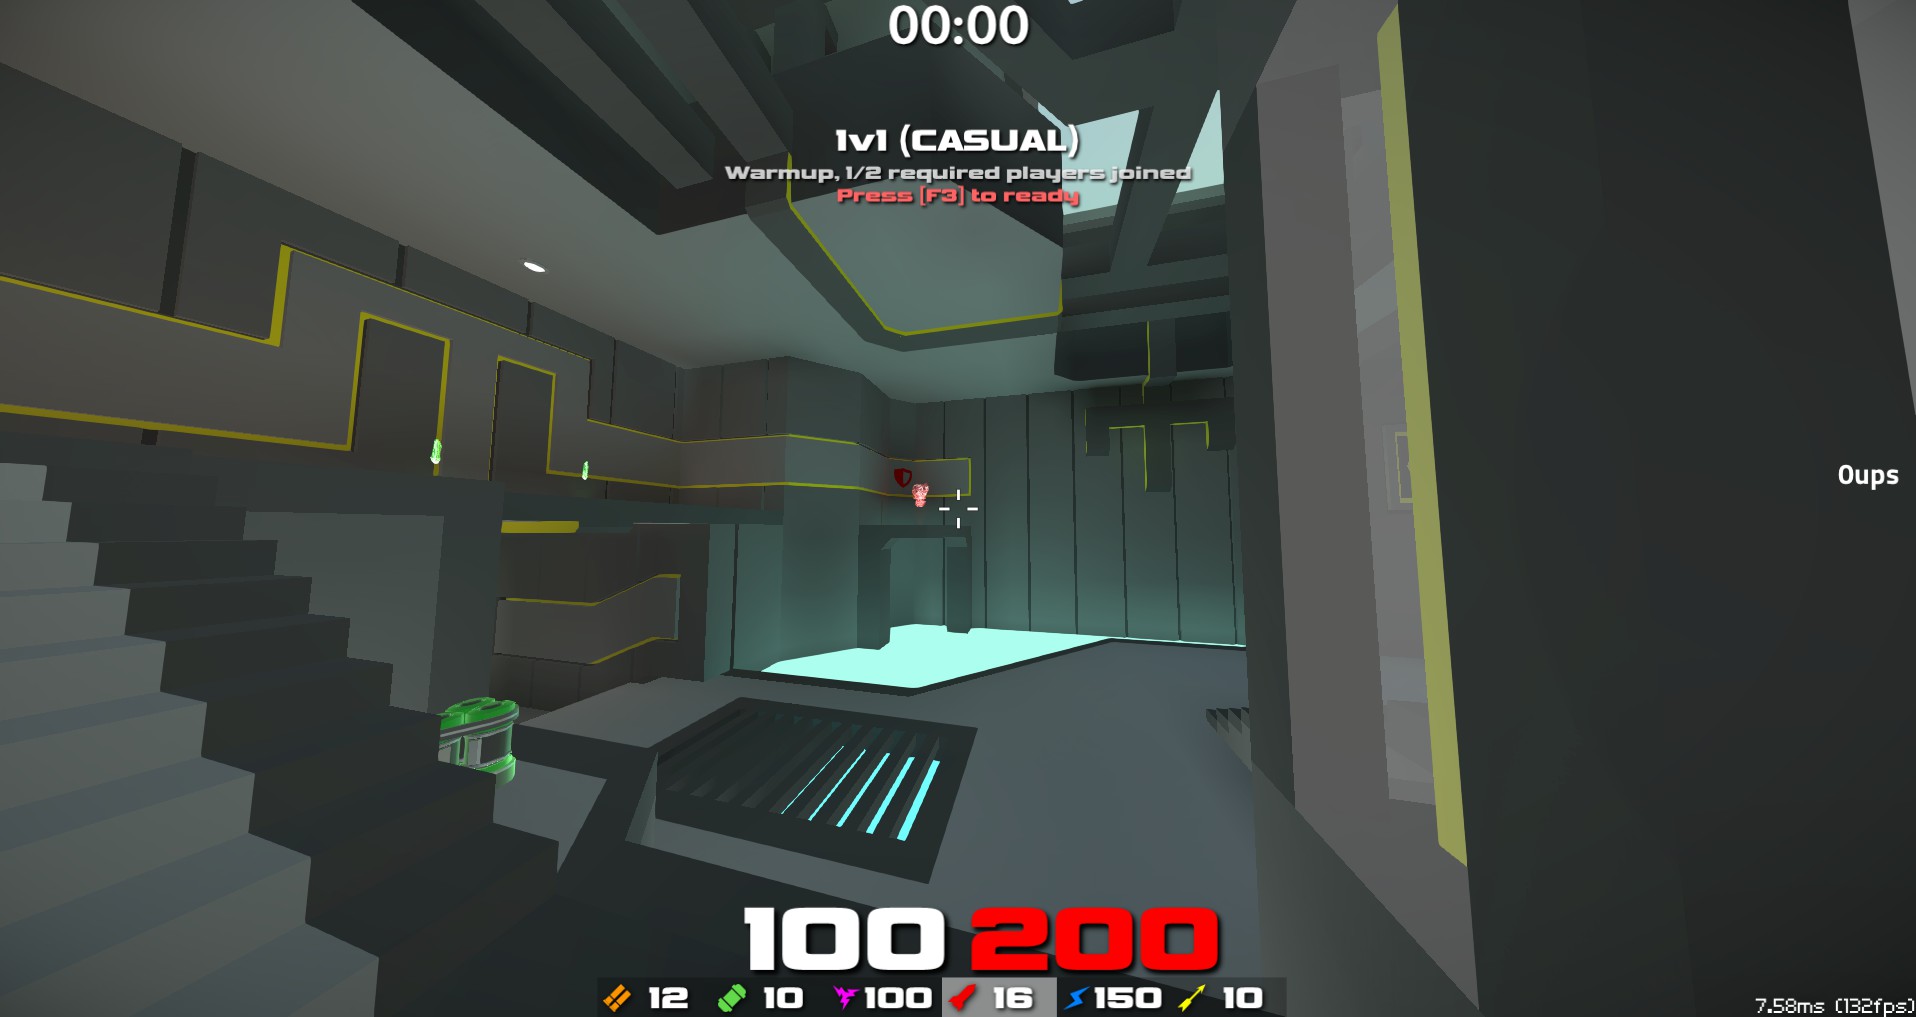 00:00
1v1 (CASUAL)
Warmup, 1/2 required players joined
Press [F3] to ready
Oups
100 200
12 10 100 16 150 10
7.58ms (132fps)